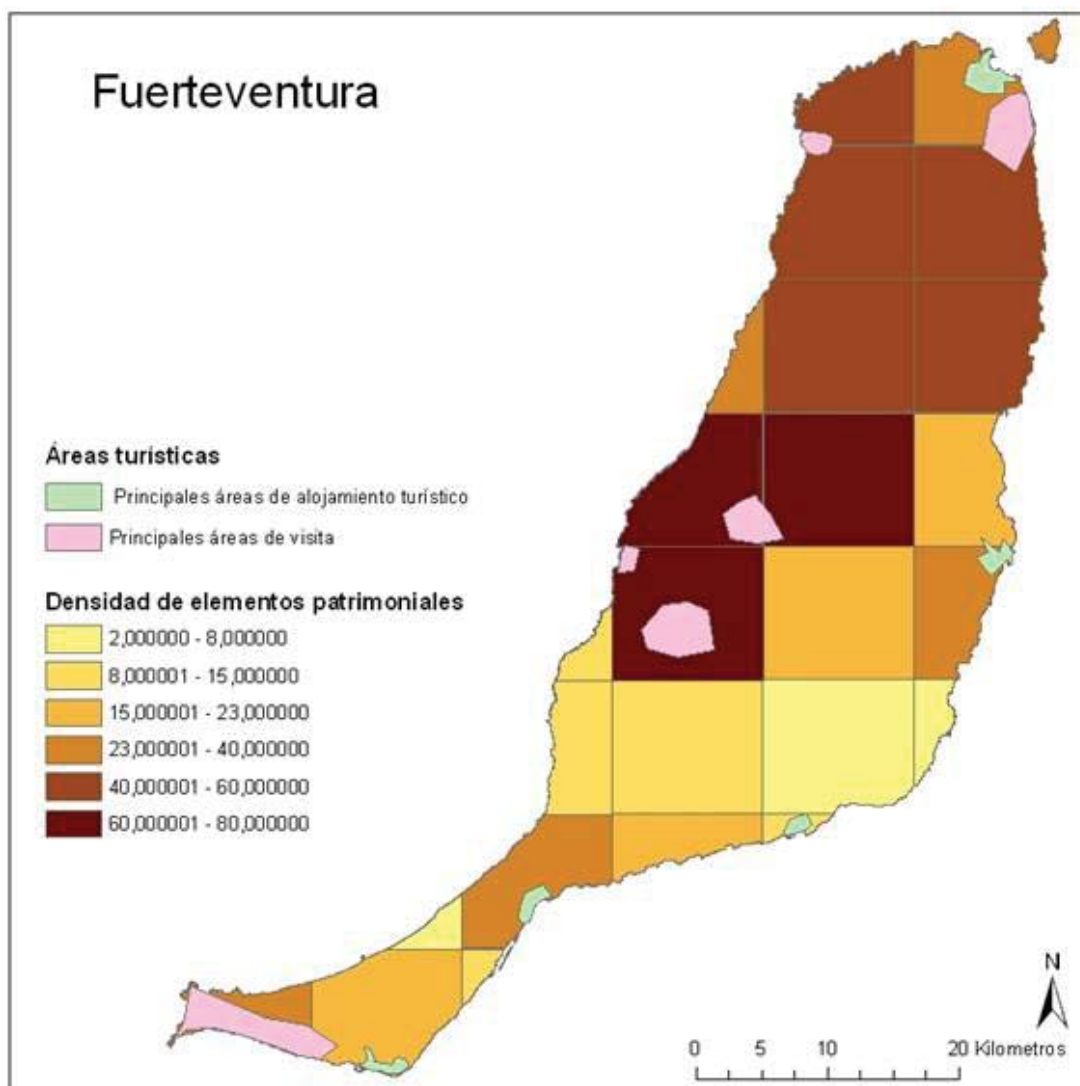 Fuerteventura
Áreas turísticas
Principales áreas de alojamiento turístico
Principales áreas de visita
Densidad de elementos patrimoniales
2,000000 - 8,000000
8,000001 - 15,000000
15,000001 - 23,000000
23,000001 - 40,000000
40,000001 - 60,000000
60,000001 - 80,000000
N
0 5 10 20 Kilometros